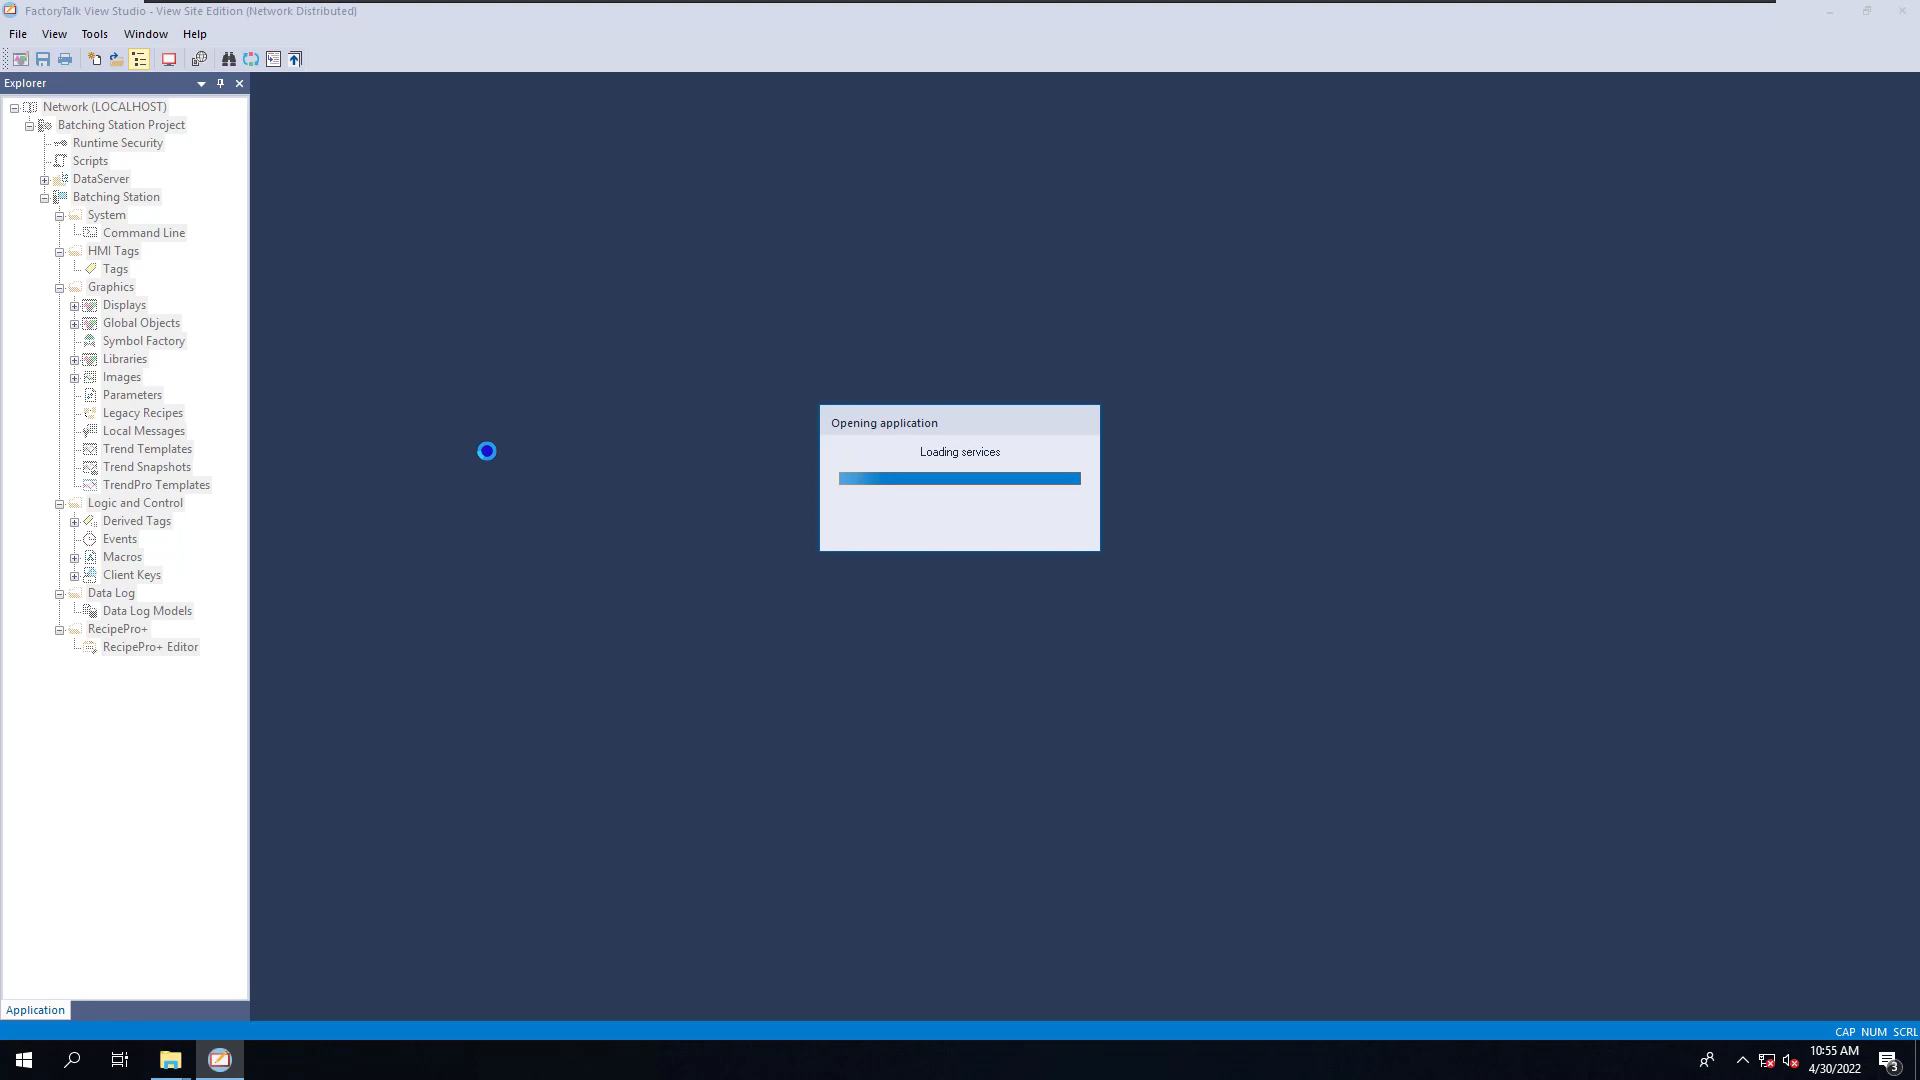 FactoryTalk View Studio - View Site Edition (Network Distributed)
File View Tools Window Help
Explorer
Network (LOCALHOST)
Batching Station Project
Runtime Security
Scripts
DataServer
Batching Station
System
Command Line
HMI Tags
Tags
Graphics
Displays
Global Objects
Symbol Factory
Libraries
Images
Parameters
Legacy Recipes
Local Messages
Trend Templates
Trend Snapshots
TrendPro Templates
Logic and Control
Derived Tags
Events
Macros
Client Keys
Data Log
Data Log Models
RecipePro+
RecipePro+ Editor
Opening application
Loading services
Application
CAP NUM SCRL
10:55 AM
4/30/2022
3